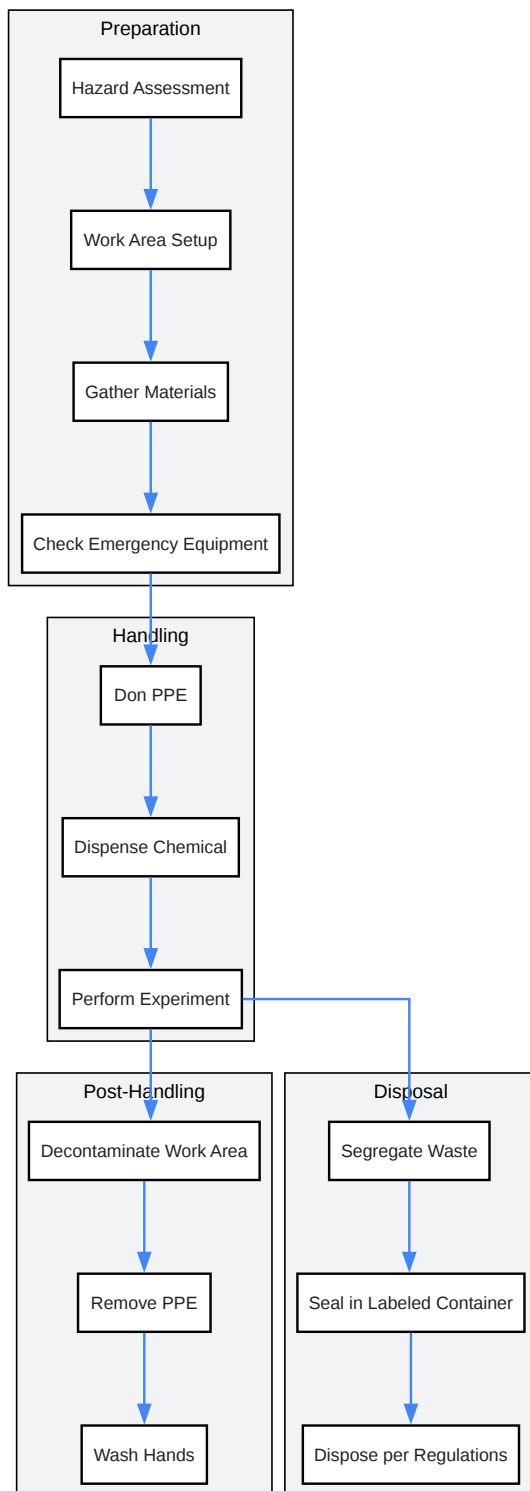 Preparation
Hazard Assessment
Work Area Setup
Gather Materials
Check Emergency Equipment
Handling
Don PPE
Dispense Chemical
Perform Experiment
Post-Handling
Decontaminate Work Area
Remove PPE
Wash Hands
Disposal
Segregate Waste
Seal in Labeled Container
Dispose per Regulations